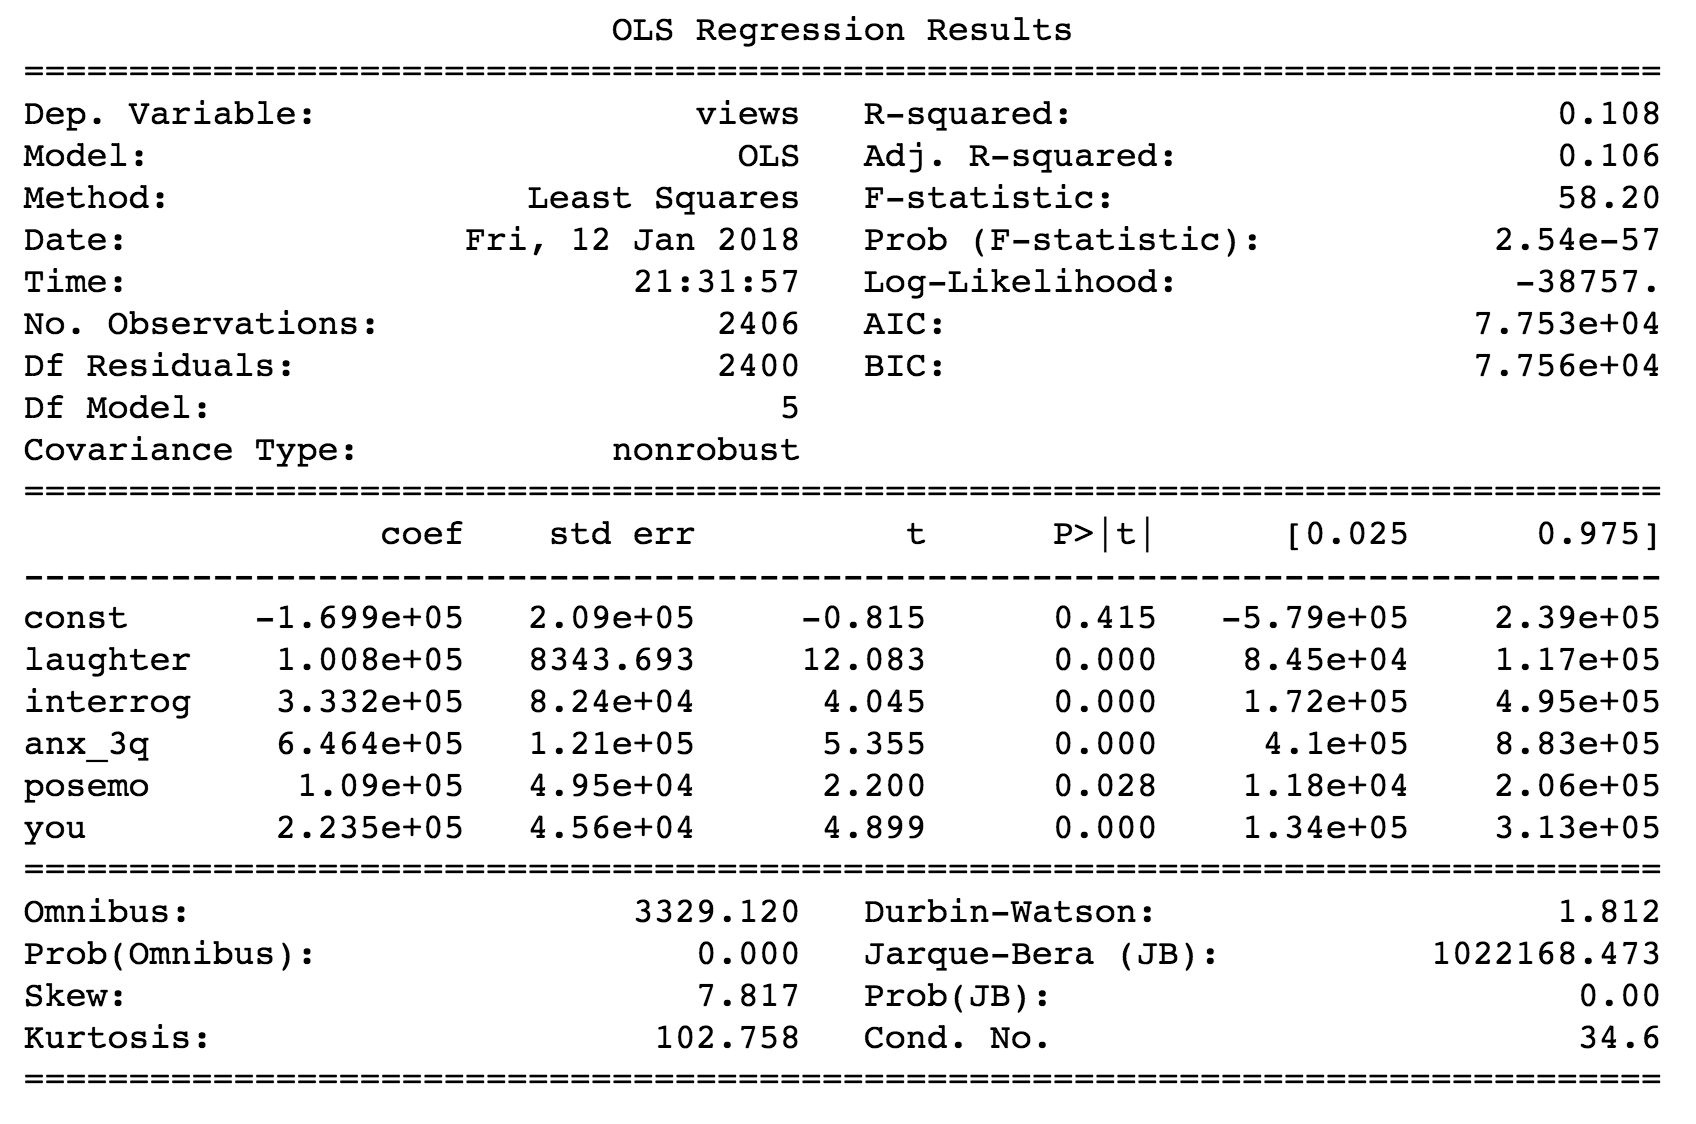 OLS Regression Results
==============================================================================
Dep. Variable:                  views   R-squared:                       0.108
Model:                            OLS   Adj. R-squared:                  0.106
Method:                 Least Squares   F-statistic:                     58.20
Date:                Fri, 12 Jan 2018   Prob (F-statistic):           2.54e-57
Time:                        21:31:57   Log-Likelihood:                -38757.
No. Observations:                2406   AIC:                         7.753e+04
Df Residuals:                    2400   BIC:                         7.756e+04
Df Model:                           5
Covariance Type:            nonrobust
==============================================================================
                 coef    std err          t      P>|t|      [0.025      0.975]
------------------------------------------------------------------------------
const      -1.699e+05   2.09e+05     -0.815      0.415   -5.79e+05    2.39e+05
laughter    1.008e+05   8343.693     12.083      0.000    8.45e+04    1.17e+05
interrog    3.332e+05   8.24e+04      4.045      0.000    1.72e+05    4.95e+05
anx_3q      6.464e+05   1.21e+05      5.355      0.000     4.1e+05    8.83e+05
posemo       1.09e+05   4.95e+04      2.200      0.028    1.18e+04    2.06e+05
you         2.235e+05   4.56e+04      4.899      0.000    1.34e+05    3.13e+05
==============================================================================
Omnibus:                     3329.120   Durbin-Watson:                   1.812
Prob(Omnibus):                  0.000   Jarque-Bera (JB):          1022168.473
Skew:                           7.817   Prob(JB):                         0.00
Kurtosis:                     102.758   Cond. No.                         34.6
==============================================================================